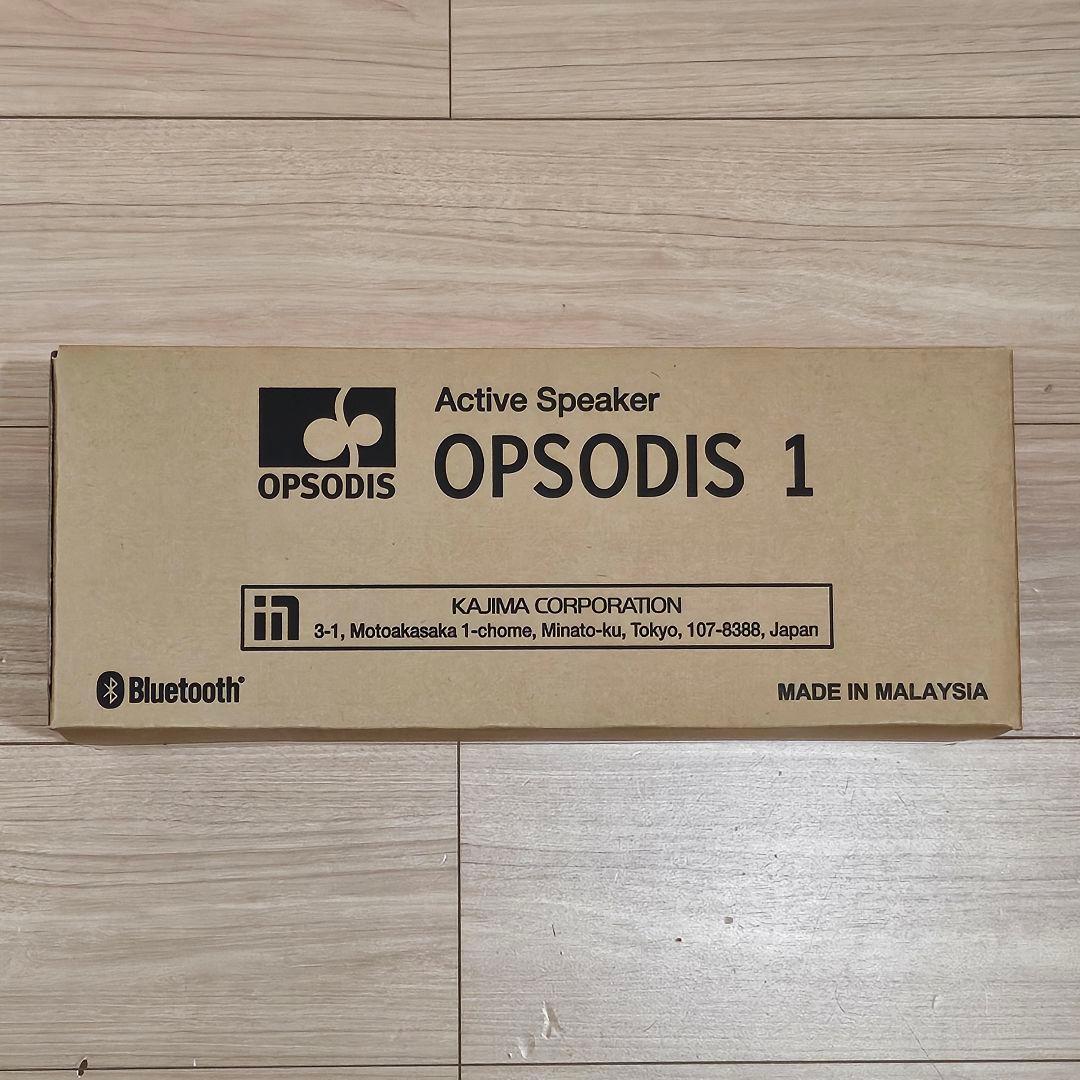 OPSODIS
Active Speaker
OPSODIS 1
KAJIMA CORPORATION
3-1, Motoakasaka 1-chome, Minato-ku, Tokyo, 107-8388, Japan
Bluetooth
MADE IN MALAYSIA